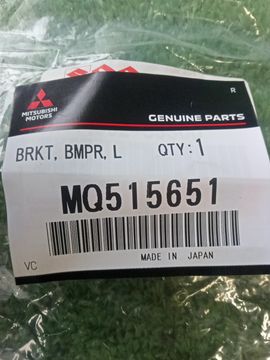 R
MITSUBISHI
MOTORS
GENUINE PARTS
BRKT, BMPR, L QTY:1
MQ515651
MADE IN JAPAN
VC